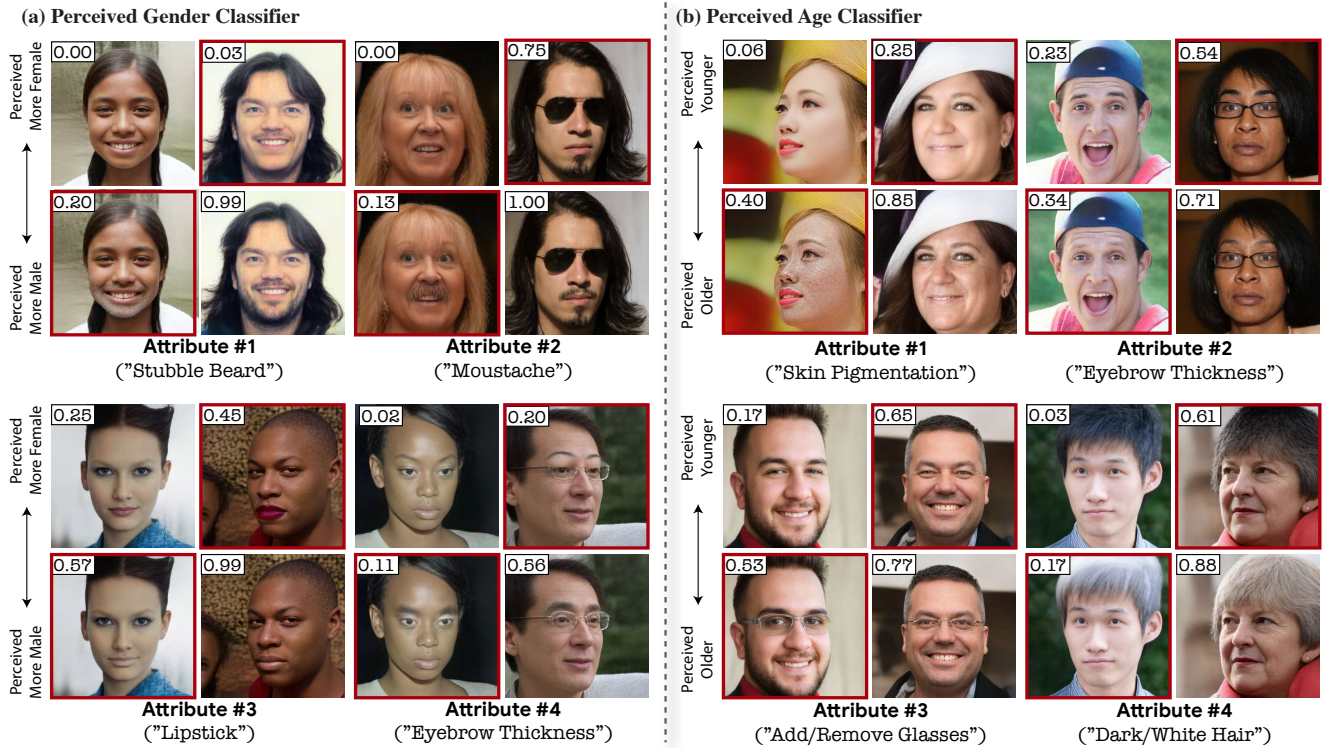 (a) Perceived Gender Classifier
Perceived
More Female
Perceived
More Male
0.00
0.03
0.00
0.75
0.20
0.99
0.13
1.00
Attribute #1
("Stubble Beard")
Attribute #2
("Moustache")
Perceived
More Female
Perceived
More Male
0.25
0.45
0.02
0.20
0.57
0.99
0.11
0.56
Attribute #3
("Lipstick")
Attribute #4
("Eyebrow Thickness")
(b) Perceived Age Classifier
Perceived
Younger
Perceived
Older
0.06
0.25
0.23
0.54
0.40
0.85
0.34
0.71
Attribute #1
("Skin Pigmentation")
Attribute #2
("Eyebrow Thickness")
Perceived
Younger
Perceived
Older
0.17
0.65
0.03
0.61
0.53
0.77
0.17
0.88
Attribute #3
("Add/Remove Glasses")
Attribute #4
("Dark/White Hair")